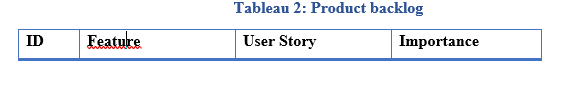 Tableau 2: Product backlog
ID Feature User Story Importance